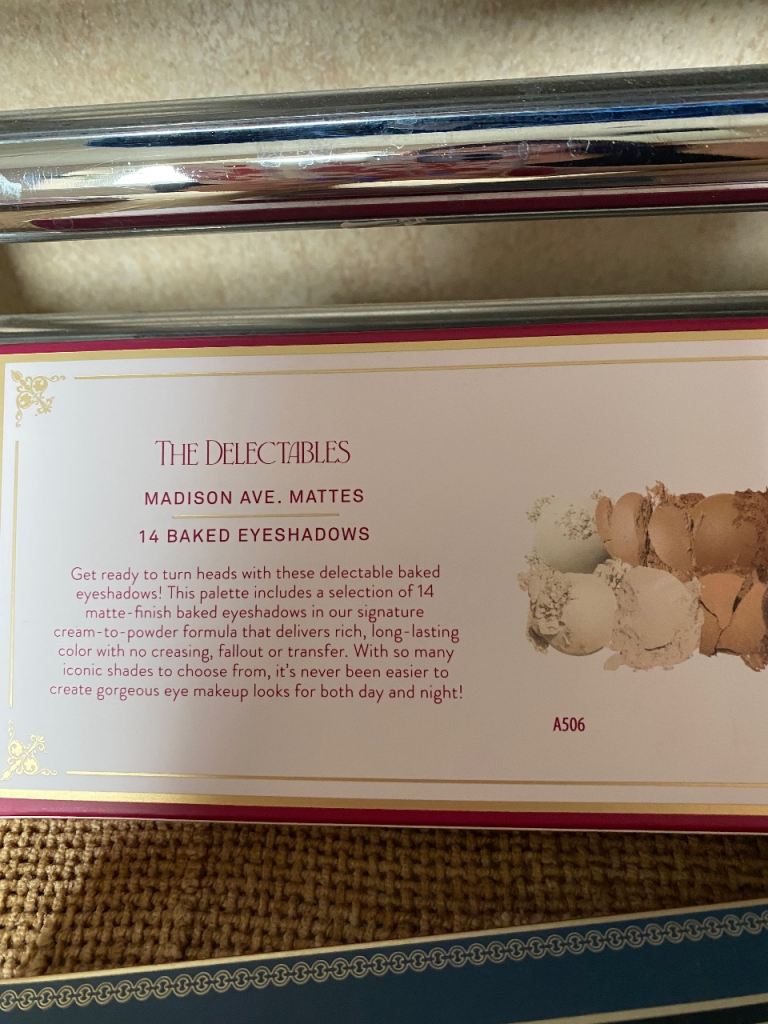 THE DELECTABLES
MADISON AVE. MATTES
14 BAKED EYESHADOWS
Get ready to turn heads with these delectable baked
eyeshadows! This palette includes a selection of 14
matte-finish baked eyeshadows in our signature
cream-to-powder formula that delivers rich, long-lasting
color with no creasing, fallout or transfer. With so many
iconic shades to choose from, it's never been easier to
create gorgeous eye makeup looks for both day and night!
A506